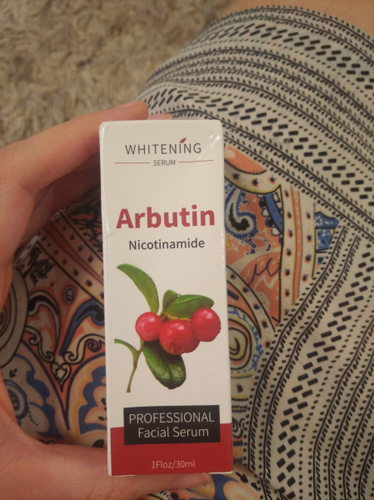 WHITENING
SERUM
Arbutin
Nicotinamide
PROFESSIONAL
Facial Serum
1Floz/30ml